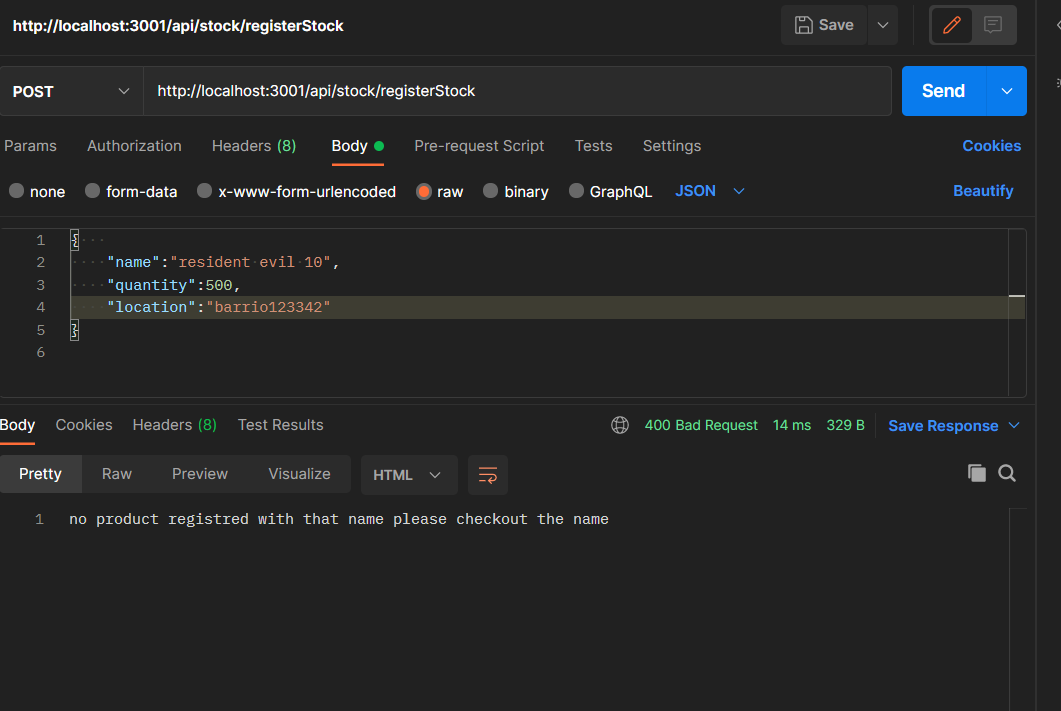 http://localhost:3001/api/stock/registerStock
Save
POST
http://localhost:3001/api/stock/registerStock
Send
Params Authorization Headers (8) Body Pre-request Script Tests Settings Cookies
none form-data x-www-form-urlencoded raw binary GraphQL JSON Beautify
1 {
2 "name":"resident evil 10",
3 "quantity":500,
4 "location":"barrio123342"
5 }
6
Body Cookies Headers (8) Test Results 400 Bad Request 14 ms 329 B Save Response
Pretty Raw Preview Visualize HTML
1 no product registred with that name please checkout the name